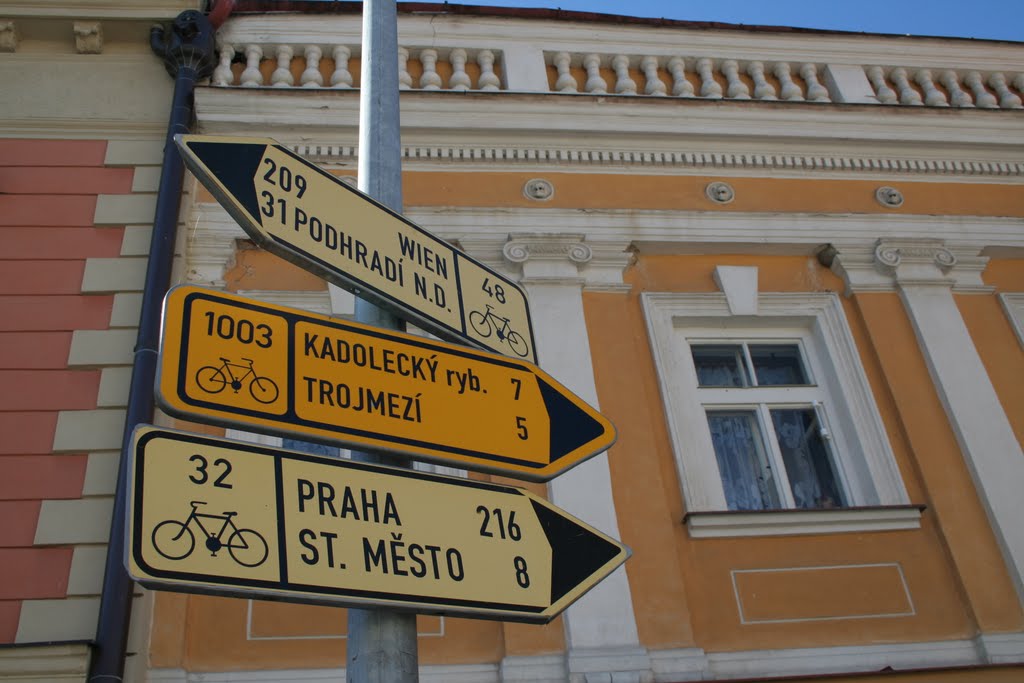 209 WIEN 48
31 PODHRADÍ N.D.
1003 KADOLECKÝ ryb. 7
TROJMEZÍ 5
32 PRAHA 216
ST. MĚSTO 8